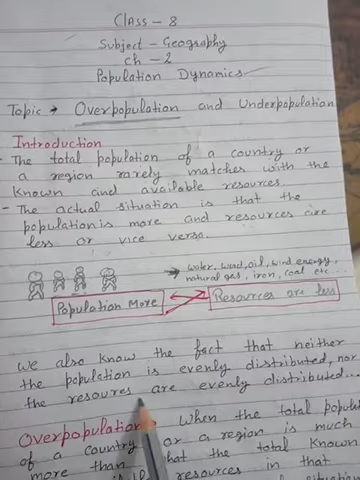 Class - 8
Subject - Geography
Ch - 2
Population Dynamics
Topic → Overpopulation and Underpopulation
Introduction
- The total population of a country or
a region rarely matches with the
known and available resources.
- The actual situation is that the
population is more and resources are
less or vice versa.
→ water, wood, oil, wind energy,
natural gas, iron, coal etc...
Population More
Resources are less
We also know the fact that neither
the population is evenly distributed, nor
the resoures are evenly distributed...
Overpopulation: When the total popul
of a country or a region is much
more than what the total known
resources in that